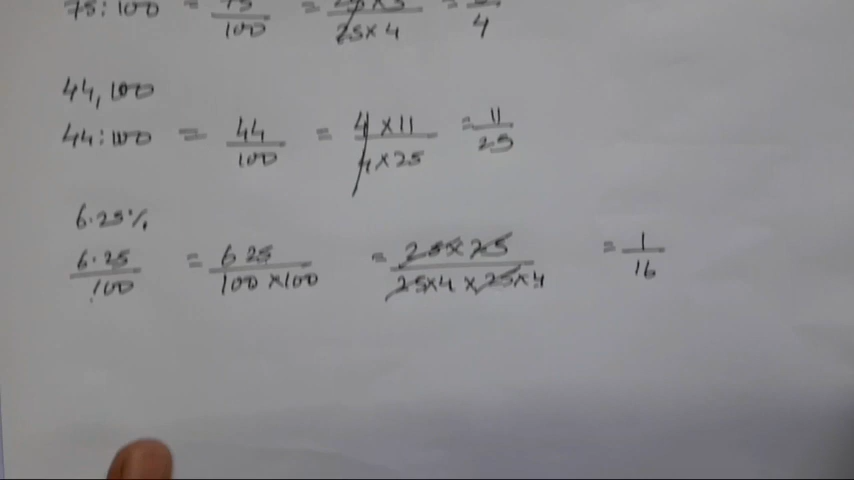 75:100 = 75/100 = 25×3/25×4 = 3/4
44,100
44:100 = 44/100 = 4×11/4×25 = 11/25
6.25%
6.25/100 = 625/100×100 = 25×25/25×4×25×4 = 1/16